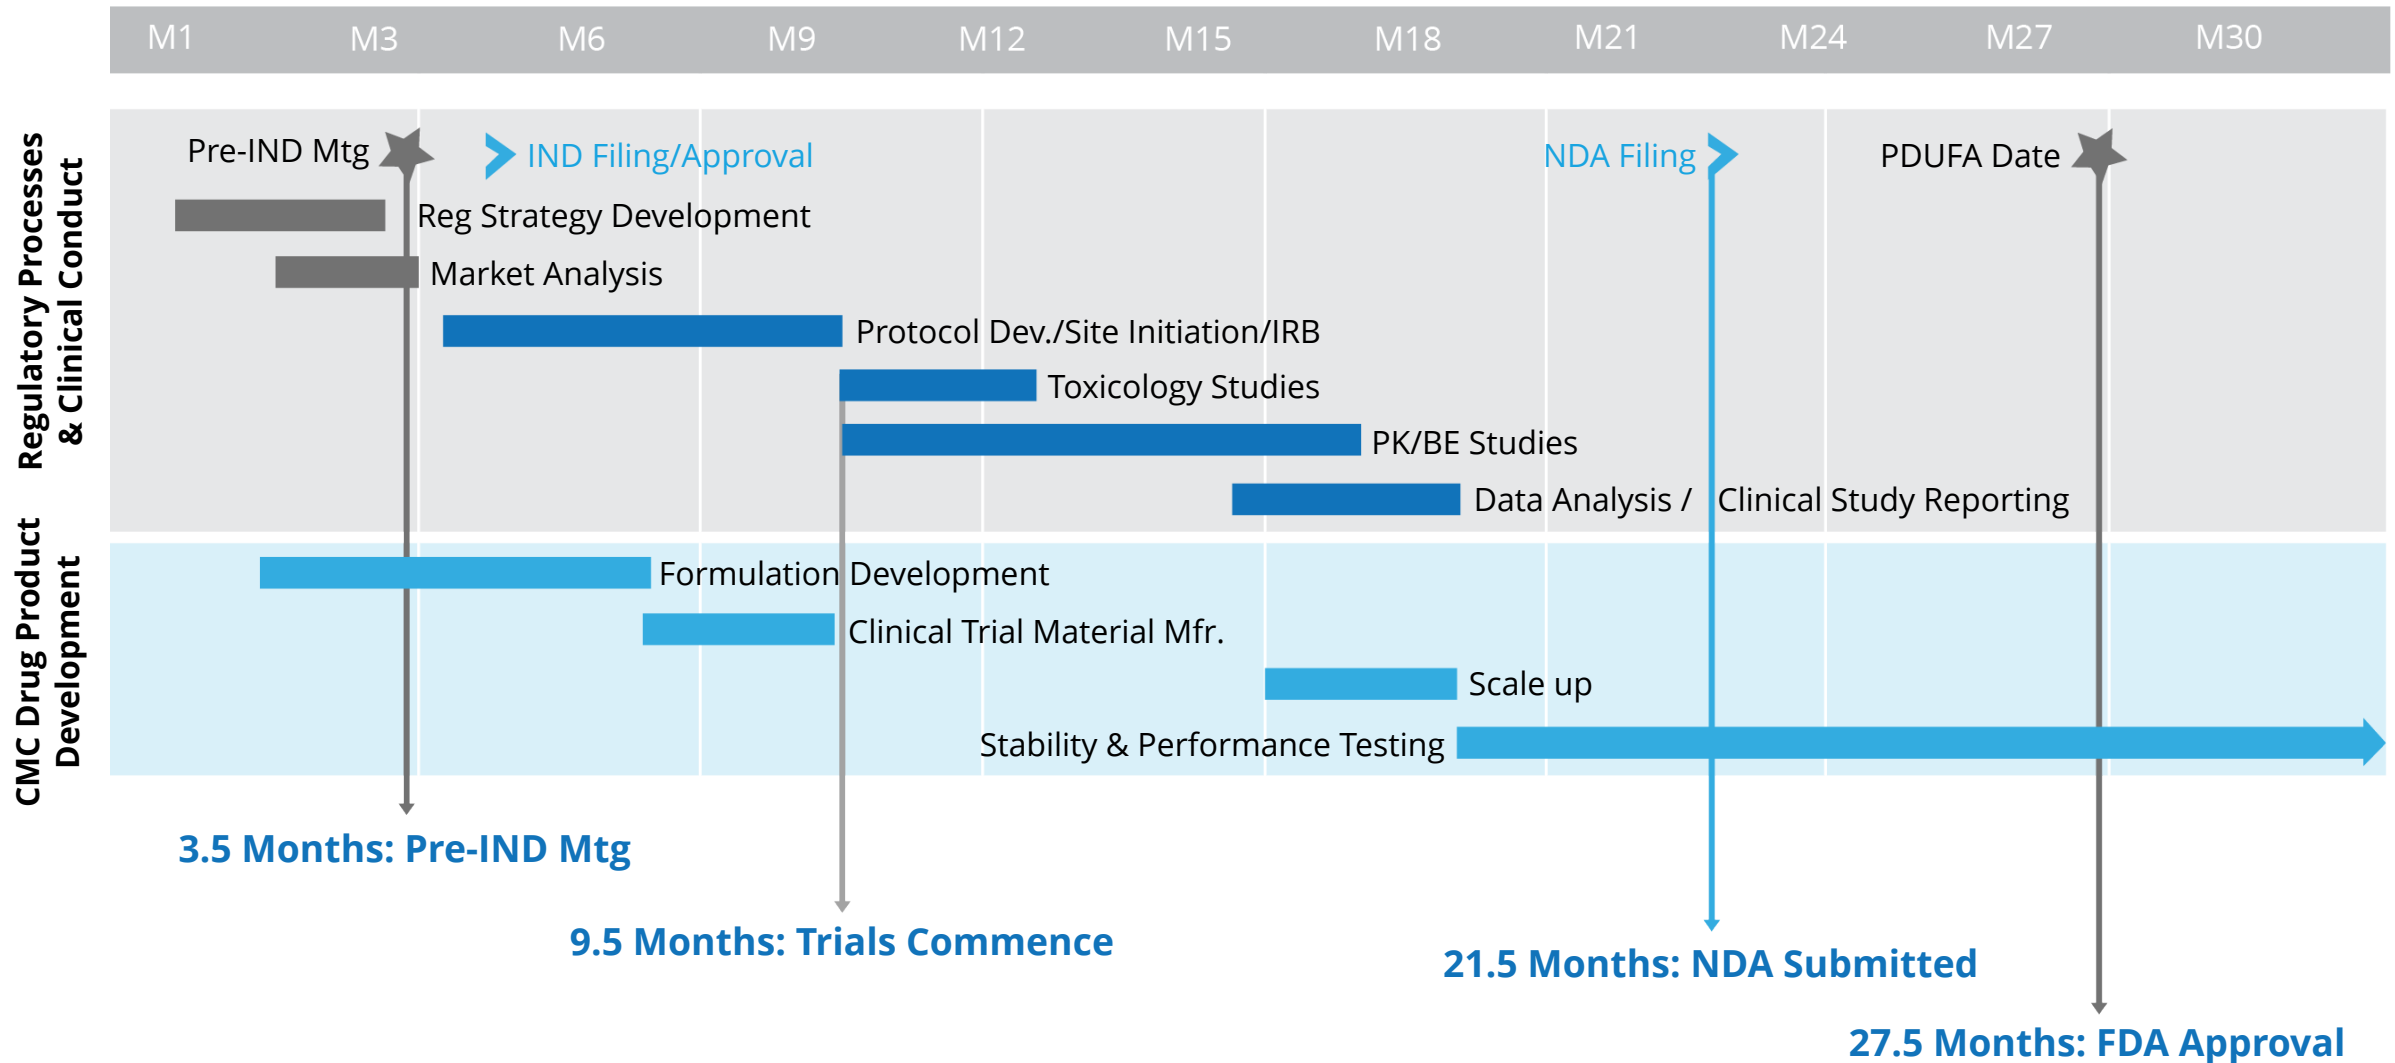 M1 M3 M6 M9 M12 M15 M18 M21 M24 M27 M30
Regulatory Processes
& Clinical Conduct
Pre-IND Mtg
IND Filing/Approval
NDA Filing
PDUFA Date
Reg Strategy Development
Market Analysis
Protocol Dev./Site Initiation/IRB
Toxicology Studies
PK/BE Studies
Data Analysis / Clinical Study Reporting
CMC Drug Product
Development
Formulation Development
Clinical Trial Material Mfr.
Scale up
Stability & Performance Testing
3.5 Months: Pre-IND Mtg
9.5 Months: Trials Commence
21.5 Months: NDA Submitted
27.5 Months: FDA Approval